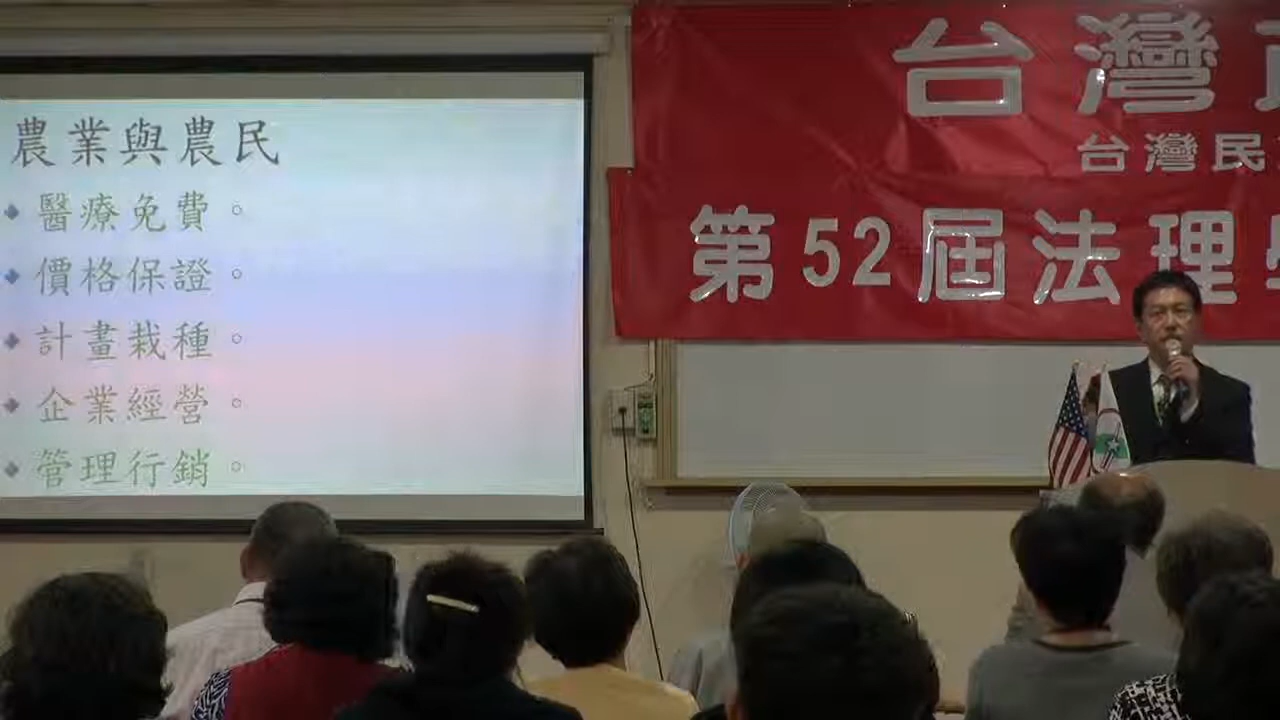 農業與農民
醫療免費。
價格保證。
計畫栽種。
企業經營。
管理行銷。
台灣
台灣民
第52屆法理